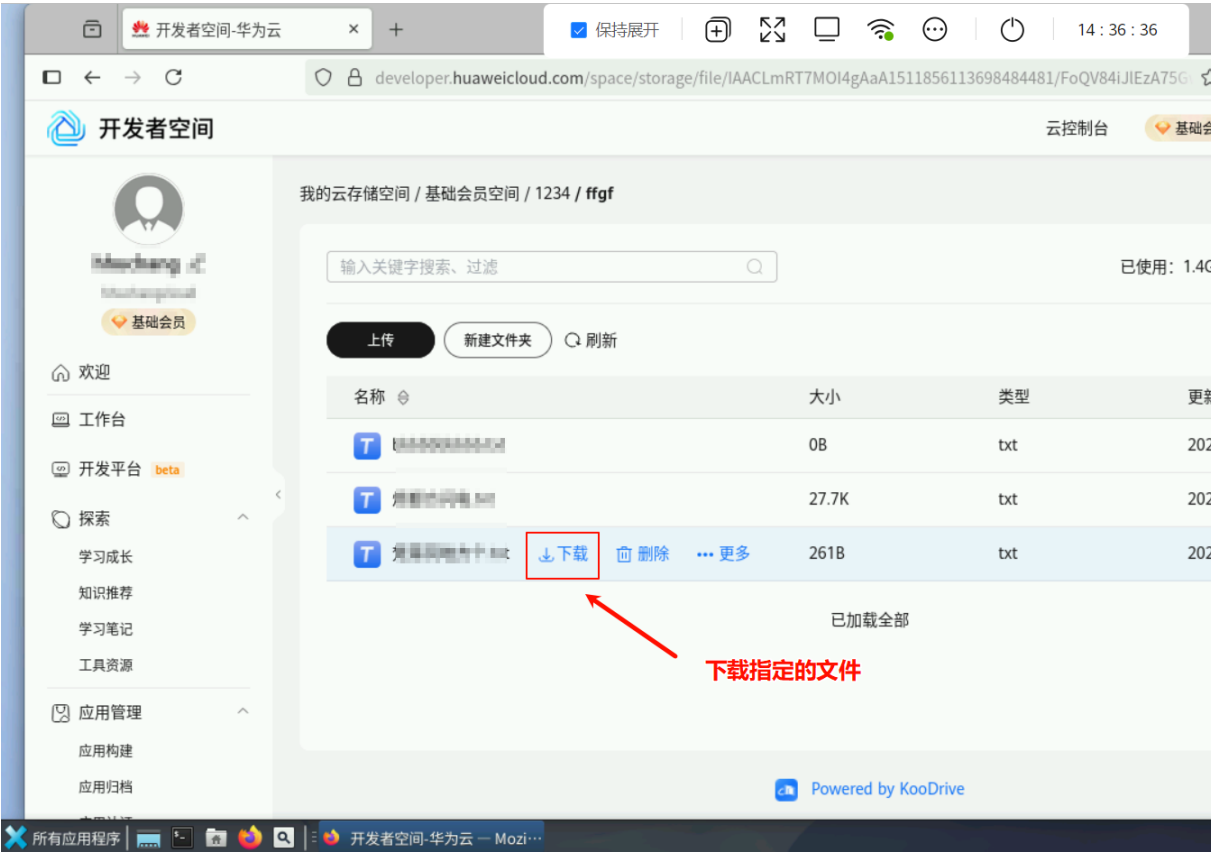 开发者空间-华为云
保持展开
14 : 36 : 36
developer.huaweicloud.com/space/storage/file/IAACLmRT7MOI4gAaA1511856113698484481/FoQV84iJlEzA75G
开发者空间
云控制台
基础会
基础会员
欢迎
工作台
开发平台 beta
探索
学习成长
知识推荐
学习笔记
工具资源
应用管理
应用构建
应用归档
我的云存储空间 / 基础会员空间 / 1234 / ffgf
输入关键字搜索、过滤
已使用：1.4G
上传 新建文件夹 刷新
名称 大小 类型 更新
0B txt 202
27.7K txt 202
下载 删除 ••• 更多 261B txt 202
已加载全部
下载指定的文件
Powered by KooDrive
所有应用程序 开发者空间-华为云 — Mozi···